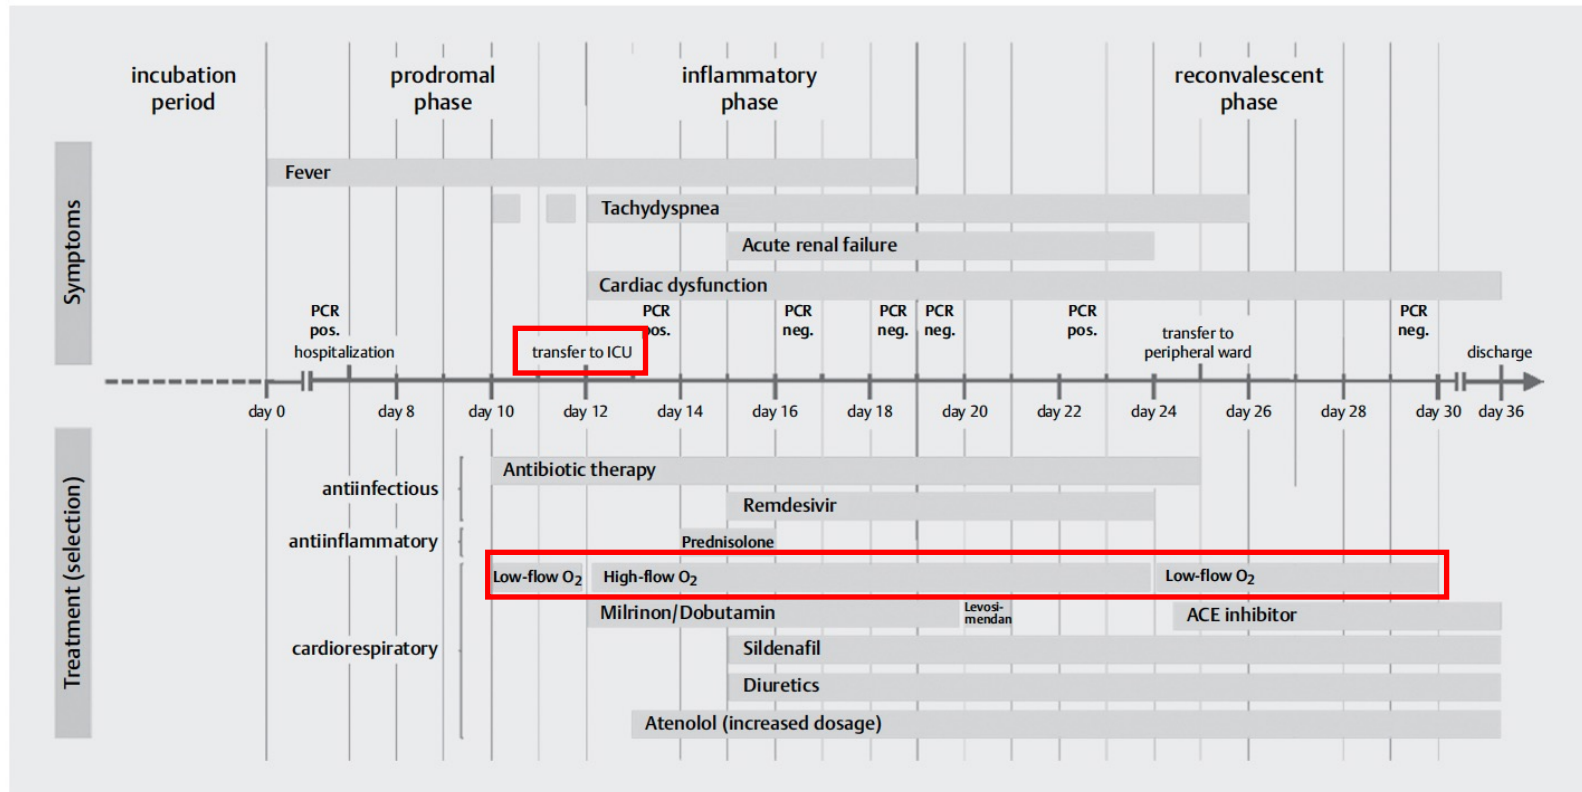 incubation
period
prodromal
phase
inflammatory
phase
reconvalescent
phase
Symptoms
Fever
Tachydyspnea
Acute renal failure
Cardiac dysfunction
PCR
pos.
PCR
pos.
PCR
neg.
PCR
neg.
PCR
neg.
PCR
pos.
PCR
neg.
hospitalization
transfer to ICU
transfer to
peripheral ward
discharge
day 0
day 8
day 10
day 12
day 14
day 16
day 18
day 20
day 22
day 24
day 26
day 28
day 30
day 36
Treatment (selection)
antiinfectious
Antibiotic therapy
Remdesivir
antiinflammatory
Prednisolone
cardiorespiratory
Low-flow O₂
High-flow O₂
Low-flow O₂
Milrinon/Dobutamin
Levosi-
mendan
ACE inhibitor
Sildenafil
Diuretics
Atenolol (increased dosage)